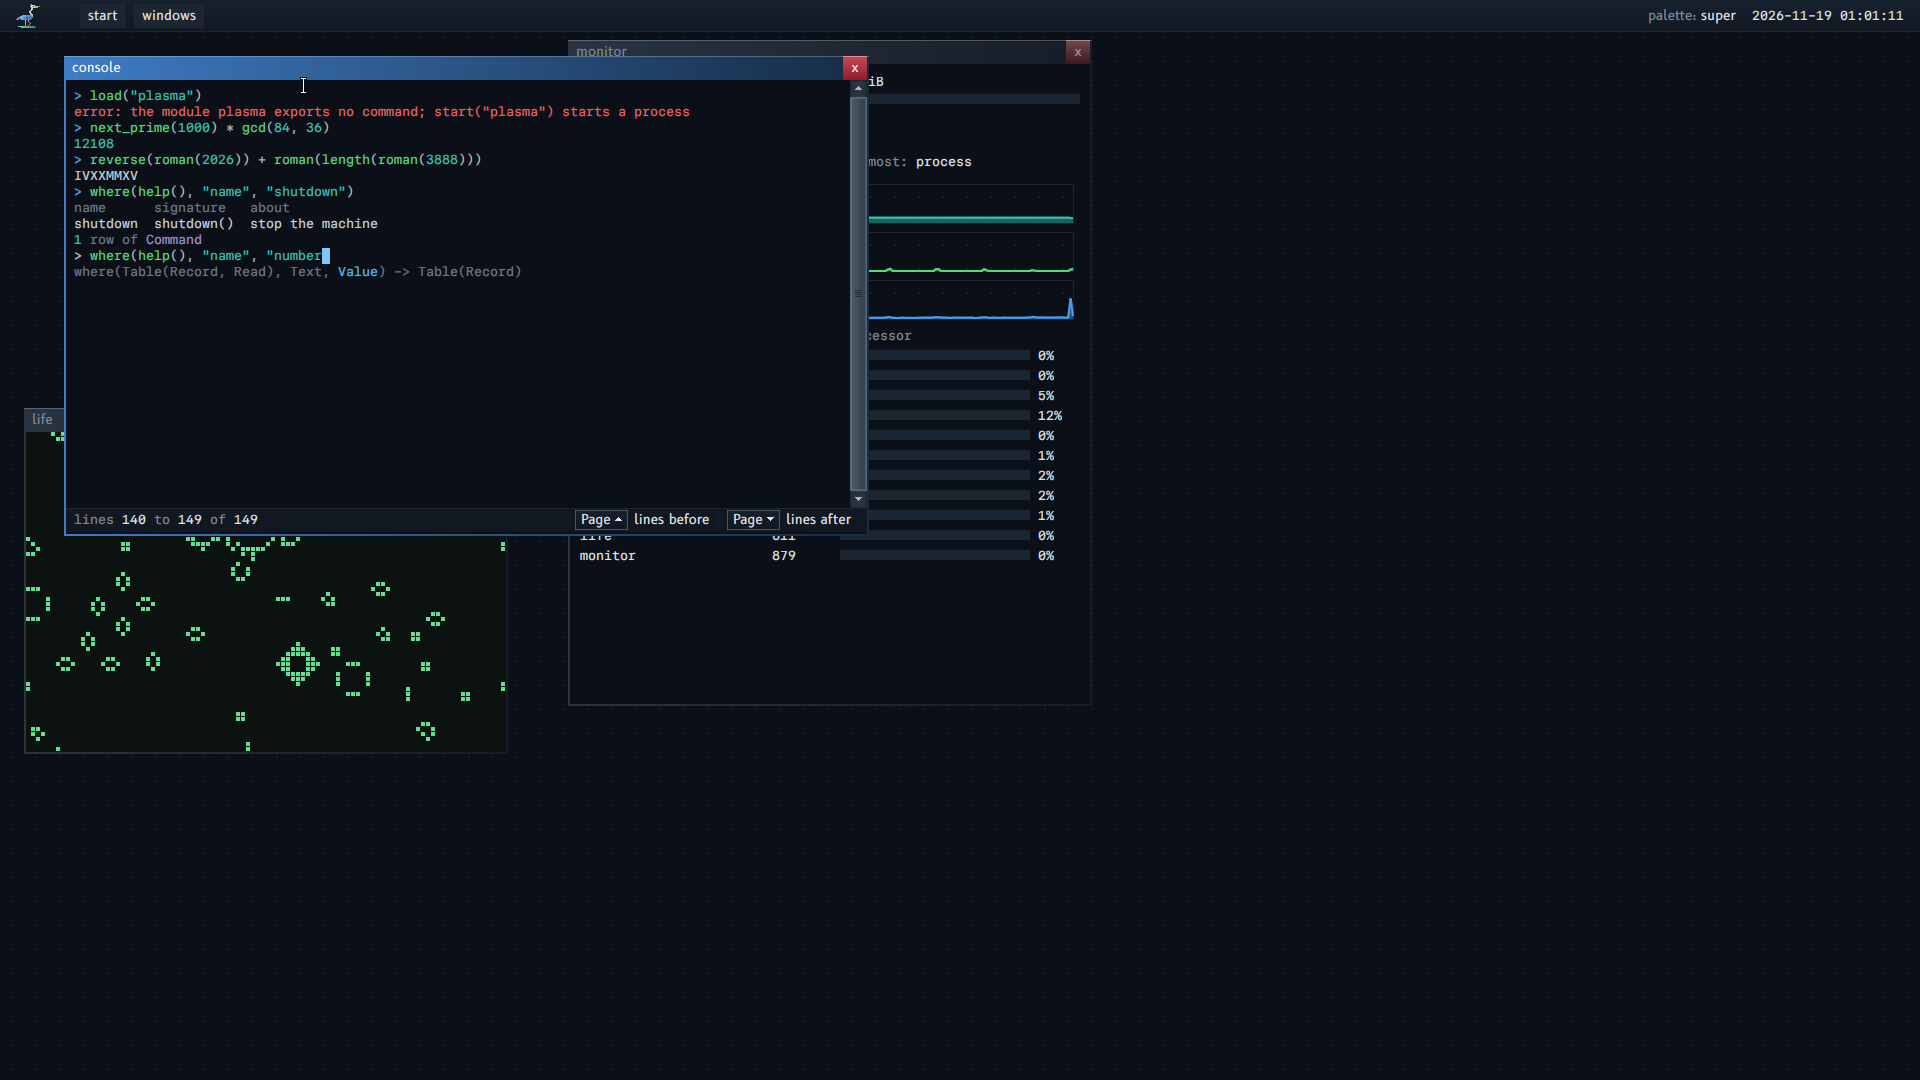 start windows palette: super 2026-11-19 01:01:11
monitor x
console x
iB
> load("plasma")
error: the module plasma exports no command; start("plasma") starts a process
> next_prime(1000) * gcd(84, 36)
12108
> reverse(roman(2026)) + roman(length(roman(3888)))
IVXXMMXV
> where(help(), "name", "shutdown")
name signature about
shutdown shutdown() stop the machine
1 row of Command
> where(help(), "name", "number
where(Table(Record, Read), Text, Value) -> Table(Record)
lines 140 to 149 of 149 Page lines before Page lines after
most: process
cessor
0%
0%
5%
12%
0%
1%
2%
2%
1%
0%
monitor 879 0%
life